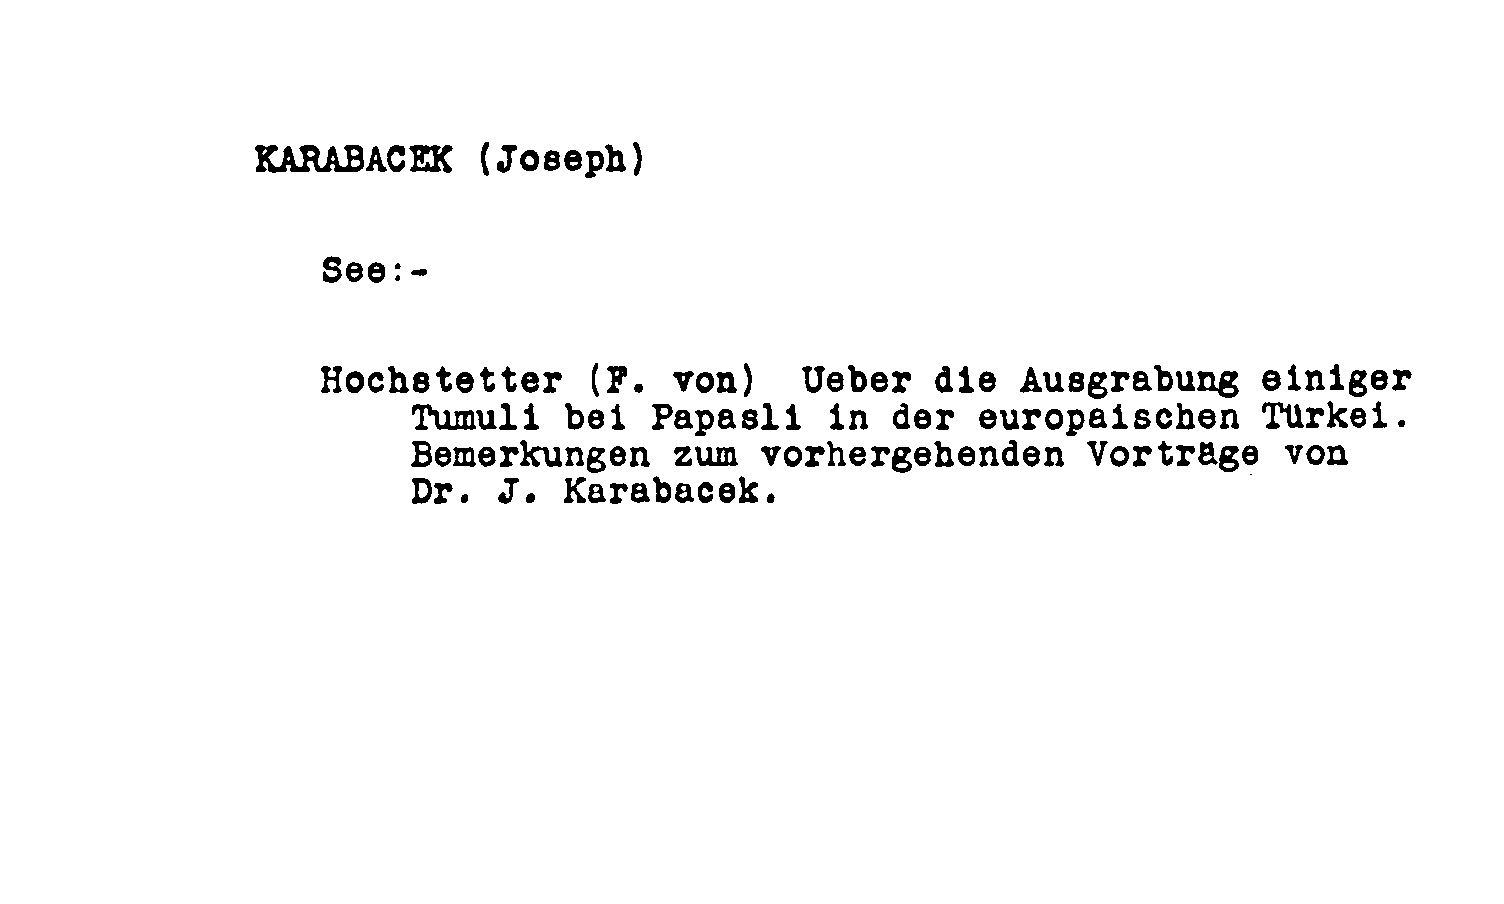 KARABACEK (Joseph)
See:-
Hochstetter (F. von) Ueber die Ausgrabung einiger
Tumuli bei Papasli in der europaischen Türkei.
Bemerkungen zum vorhergehenden Vorträge von
Dr. J. Karabacek.